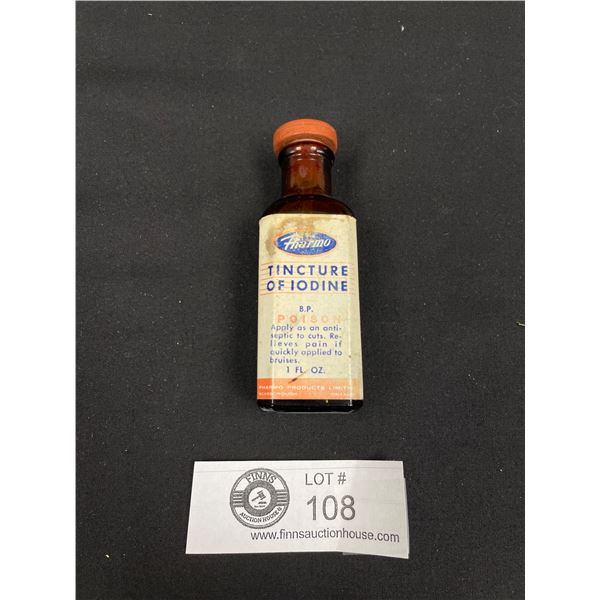 Pharmo
TINCTURE
OF IODINE
B.P.
POISON
Apply as an anti-
septic to cuts. Re-
lieves pain if
quickly applied to
bruises.
1 FL. OZ.
PHARMO PRODUCTS LIMITED
FINNS
AUCTION HOUSE
LOT #
108
www.finnsauctionhouse.com